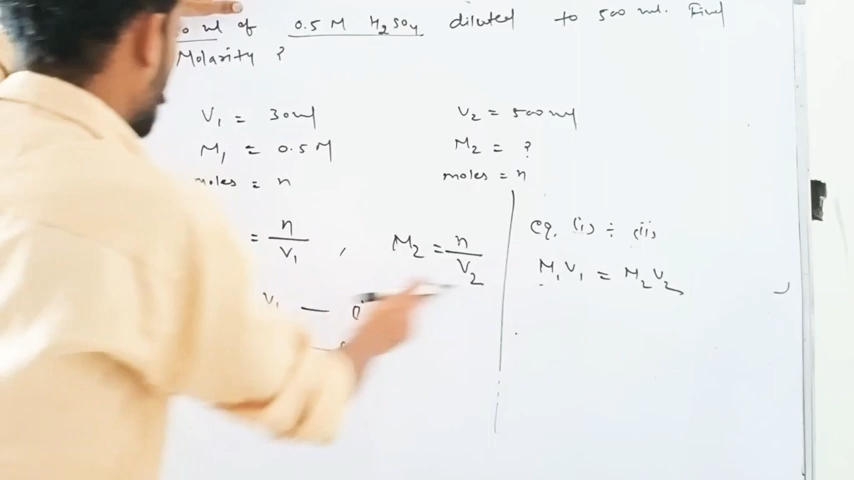 0 ml of 0.5 M H₂SO₄ diluted to 500 ml. Find
Molarity ?
V₁ = 30ml V₂ = 500ml
M₁ = 0.5 M M₂ = ?
moles = n moles = n
= n/V₁ , M₂ = n/V₂
eq. (i) ÷ (ii)
V₁ —
M₁V₁ = M₂V₂